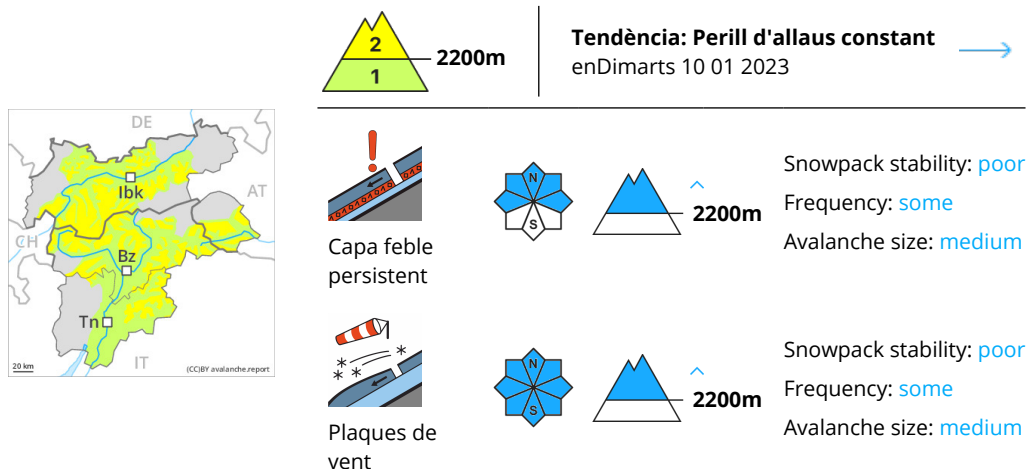 2
1
2200m
Tendència: Perill d'allaus constant
enDimarts 10 01 2023
DE
Ibk
AT
CH
Bz
Tn
IT
20 km
(CC)BY avalanche.report
Capa feble
persistent
N
S
2200m
Snowpack stability: poor
Frequency: some
Avalanche size: medium
Plaques de
vent
N
S
2200m
Snowpack stability: poor
Frequency: some
Avalanche size: medium